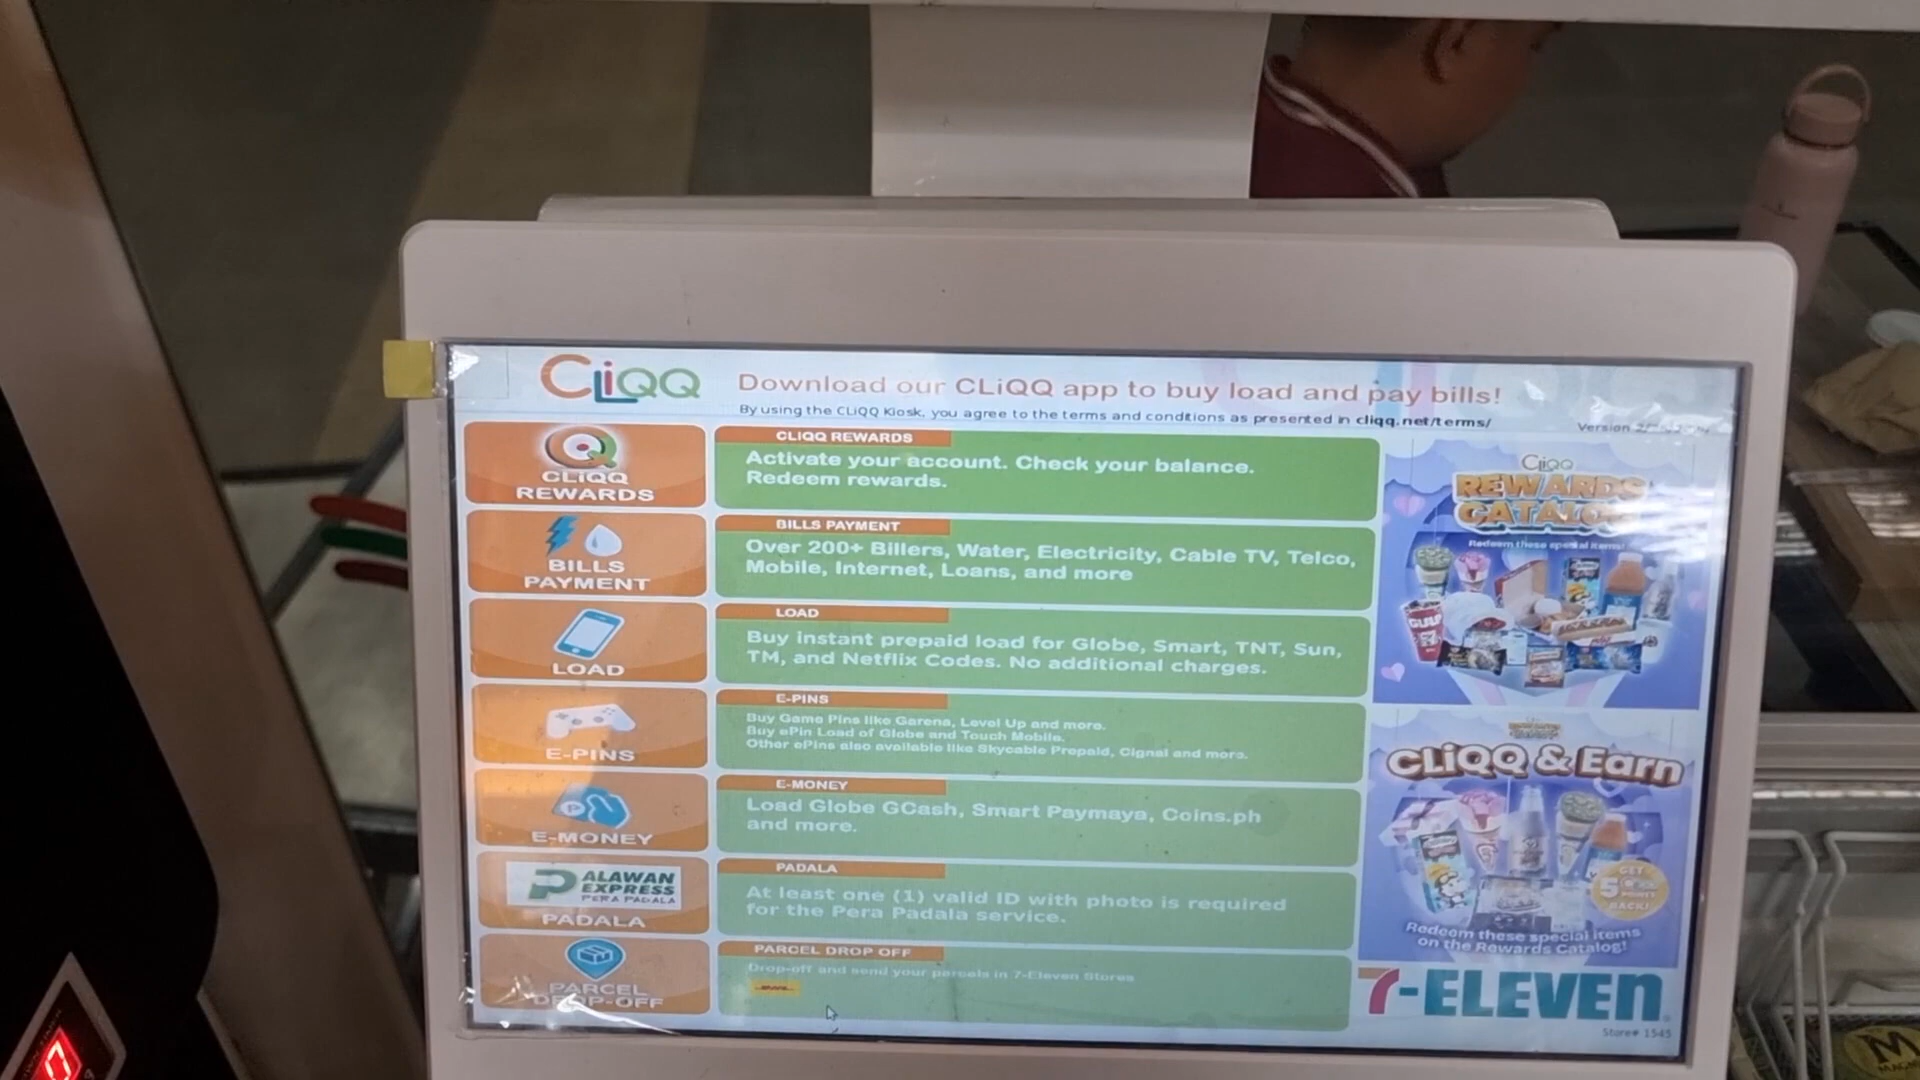 CLiQQ
Download our CLiQQ app to buy load and pay bills!
By using the CLiQQ Kiosk, you agree to the terms and condtions as presented in cliqq.net/terms/
Version
CLiQQ
REWARDS
CLIQQ REWARDS
Activate your account. Check your balance.
Redeem rewards.
BILLS
PAYMENT
BILLS PAYMENT
Over 200+ Billers, Water, Electricity, Cable TV, Telco,
Mobile, Internet, Loans, and more
LOAD
LOAD
Buy instant prepaid load for Globe, Smart, TNT, Sun,
TM, and Netflix Codes. No additional charges.
E-PINS
E-PINS
Buy Game Pins like Garena, Level Up and more.
Buy ePin Load of Globe and Touch Mobile.
Other ePins also available like Skycable Prepaid, Cignal and more.
E-MONEY
E-MONEY
Load Globe GCash, Smart Paymaya, Coins.ph
and more.
PALAWAN
EXPRESS
PERA PADALA
PADALA
PADALA
At least one (1) valid ID with photo is required
for the Pera Padala service.
PARCEL
DROP-OFF
PARCEL DROP OFF
Drop-off and send your parcels in 7-Eleven Stores
CLiQQ
REWARDS
CATALOG
Redeem these special items!
GULP
CLiQQ & Earn
GET
BACK!
Redeem these special items
on the Rewards Catalog!
7-ELEVEN
Store# 1545
M
0